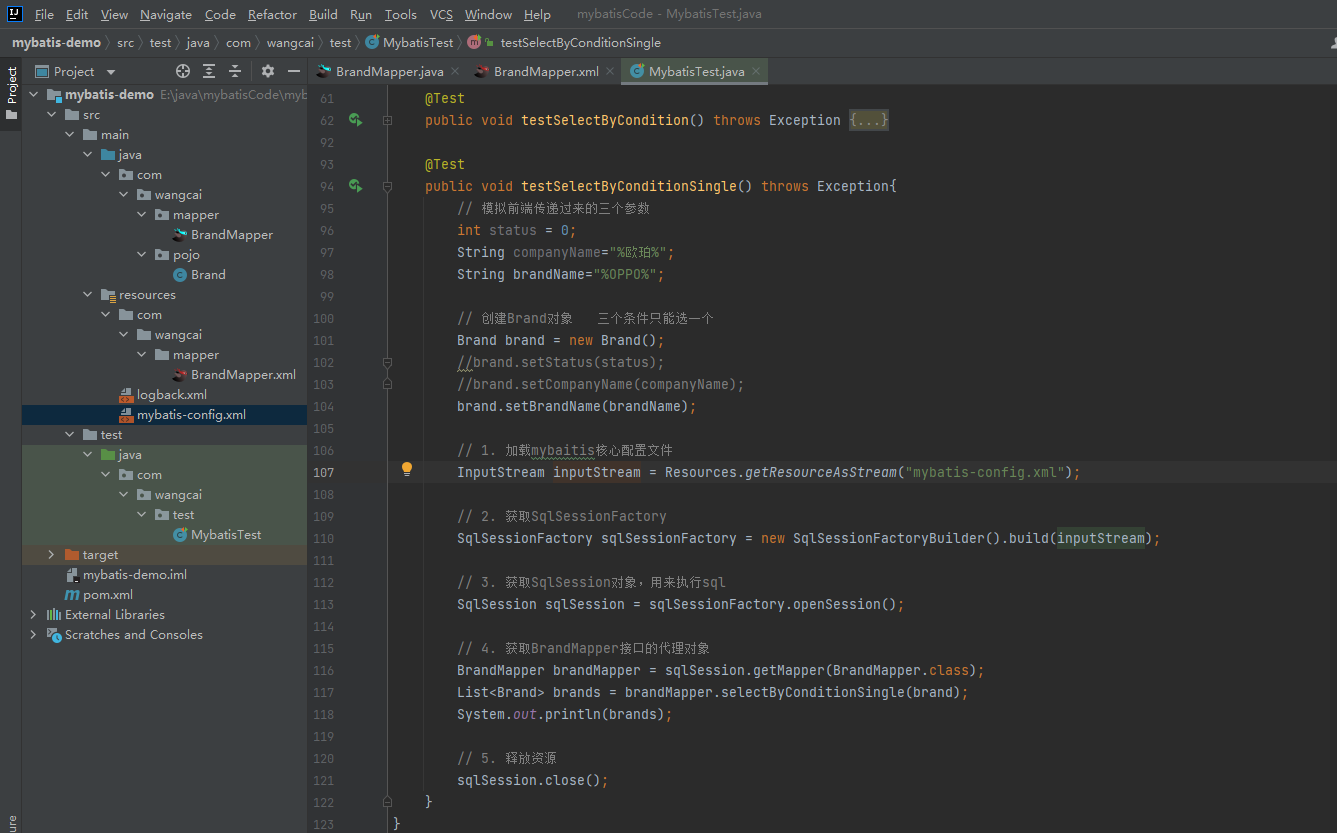 File Edit View Navigate Code Refactor Build Run Tools VCS Window Help mybatisCode - MybatisTest.java
mybatis-demo src test java com wangcai test MybatisTest testSelectByConditionSingle
Project
Project
BrandMapper.java
BrandMapper.xml
MybatisTest.java
mybatis-demo E:\java\mybatisCode\myb
src
main
java
com
wangcai
mapper
BrandMapper
pojo
Brand
resources
com
wangcai
mapper
BrandMapper.xml
logback.xml
mybatis-config.xml
test
java
com
wangcai
test
MybatisTest
target
mybatis-demo.iml
pom.xml
External Libraries
Scratches and Consoles
61 @Test
62 public void testSelectByCondition() throws Exception {...}
92
93 @Test
94 public void testSelectByConditionSingle() throws Exception{
95 // 模拟前端传递过来的三个参数
96 int status = 0;
97 String companyName="%欧珀%";
98 String brandName="%OPPO%";
99
100 // 创建Brand对象 三个条件只能选一个
101 Brand brand = new Brand();
102 //brand.setStatus(status);
103 //brand.setCompanyName(companyName);
104 brand.setBrandName(brandName);
105
106 // 1. 加载mybaitis核心配置文件
107 InputStream inputStream = Resources.getResourceAsStream("mybatis-config.xml");
108
109 // 2. 获取SqlSessionFactory
110 SqlSessionFactory sqlSessionFactory = new SqlSessionFactoryBuilder().build(inputStream);
111
112 // 3. 获取SqlSession对象，用来执行sql
113 SqlSession sqlSession = sqlSessionFactory.openSession();
114
115 // 4. 获取BrandMapper接口的代理对象
116 BrandMapper brandMapper = sqlSession.getMapper(BrandMapper.class);
117 List<Brand> brands = brandMapper.selectByConditionSingle(brand);
118 System.out.println(brands);
119
120 // 5. 释放资源
121 sqlSession.close();
122 }
123 }